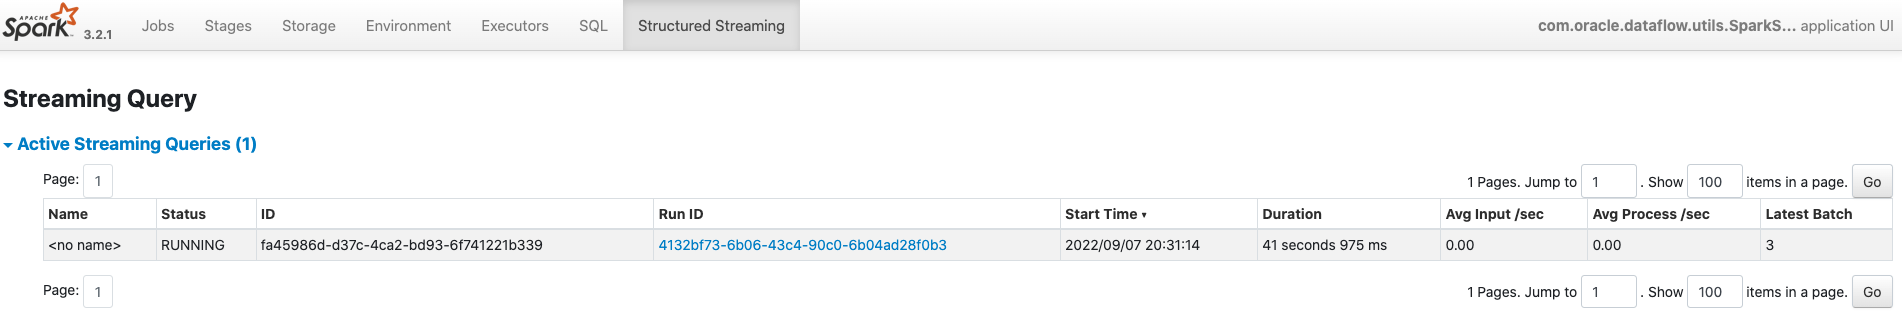 APACHE
Spark 3.2.1 Jobs Stages Storage Environment Executors SQL Structured Streaming com.oracle.dataflow.utils.SparkS... application UI
Streaming Query
Active Streaming Queries (1)
Page: 1 1 Pages. Jump to 1 . Show 100 items in a page. Go
Name Status ID Run ID Start Time ▾ Duration Avg Input /sec Avg Process /sec Latest Batch
<no name> RUNNING fa45986d-d37c-4ca2-bd93-6f741221b339 4132bf73-6b06-43c4-90c0-6b04ad28f0b3 2022/09/07 20:31:14 41 seconds 975 ms 0.00 0.00 3
Page: 1 1 Pages. Jump to 1 . Show 100 items in a page. Go